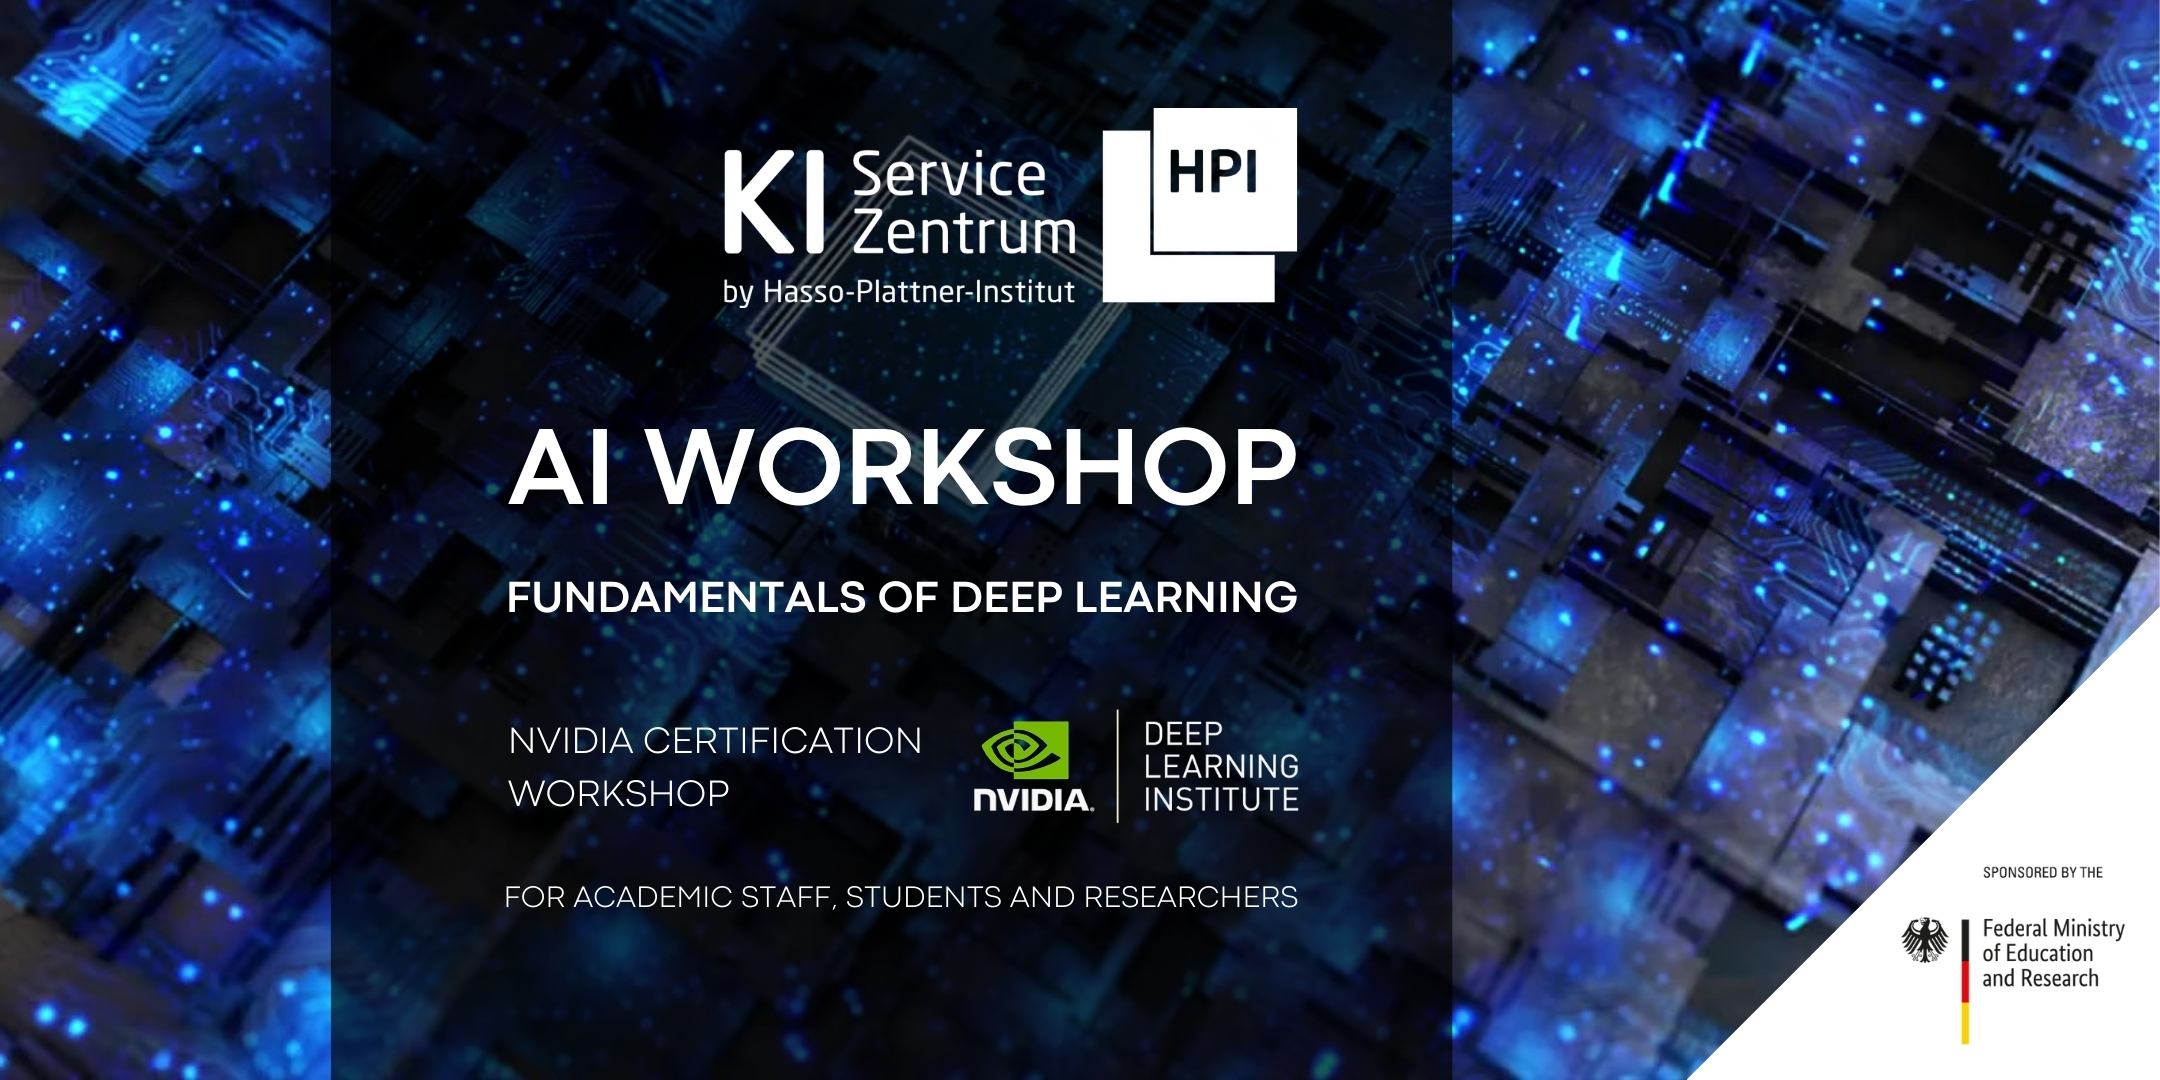 KI Service
Zentrum
by Hasso-Plattner-Institut
HPI
AI WORKSHOP
FUNDAMENTALS OF DEEP LEARNING
NVIDIA CERTIFICATION
WORKSHOP
NVIDIA.
DEEP
LEARNING
INSTITUTE
FOR ACADEMIC STAFF, STUDENTS AND RESEARCHERS
SPONSORED BY THE
Federal Ministry
of Education
and Research